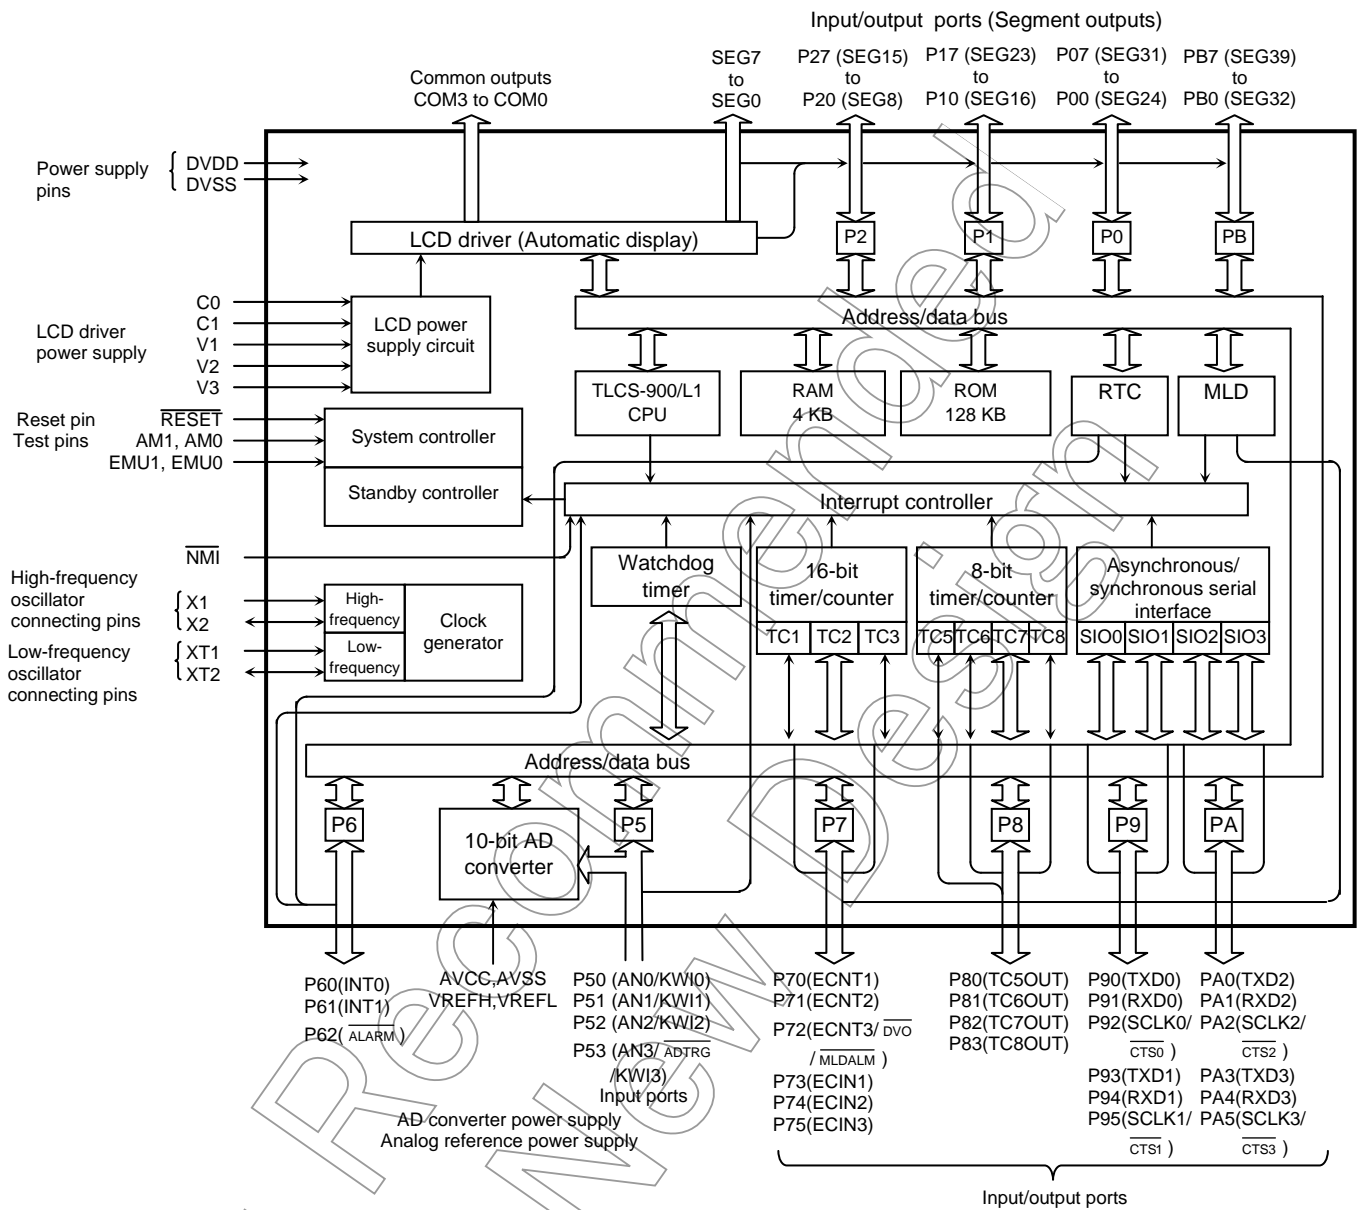 Input/output ports (Segment outputs)
SEG7
to
SEG0
P27 (SEG15)
to
P20 (SEG8)
P17 (SEG23)
to
P10 (SEG16)
P07 (SEG31)
to
P00 (SEG24)
PB7 (SEG39)
to
PB0 (SEG32)
Common outputs
COM3 to COM0
Power supply
pins
DVDD
DVSS
LCD driver (Automatic display)
P2
P1
P0
PB
LCD driver
power supply
C0
C1
V1
V2
V3
LCD power
supply circuit
Address/data bus
TLCS-900/L1
CPU
RAM
4 KB
ROM
128 KB
RTC
MLD
Reset pin
Test pins
RESET
AM1, AM0
EMU1, EMU0
System controller
Standby controller
Interrupt controller
NMI
High-frequency
oscillator
connecting pins
X1
X2
Low-frequency
oscillator
connecting pins
XT1
XT2
High-
frequency
Low-
frequency
Clock
generator
Watchdog
timer
16-bit
timer/counter
TC1
TC2
TC3
8-bit
timer/counter
TC5
TC6
TC7
TC8
Asynchronous/
synchronous serial
interface
SIO0
SIO1
SIO2
SIO3
Address/data bus
P6
10-bit AD
converter
P5
P7
P8
P9
PA
P60(INT0)
P61(INT1)
P62( ALARM )
AVCC,AVSS
VREFH,VREFL
P50 (AN0/KWI0)
P51 (AN1/KWI1)
P52 (AN2/KWI2)
P53 (AN3/ ADTRG
/KWI3)
Input ports
AD converter power supply
Analog reference power supply
P70(ECNT1)
P71(ECNT2)
P72(ECNT3/ DVO
/ MLDALM )
P73(ECIN1)
P74(ECIN2)
P75(ECIN3)
P80(TC5OUT)
P81(TC6OUT)
P82(TC7OUT)
P83(TC8OUT)
P90(TXD0)
P91(RXD0)
P92(SCLK0/
CTS0 )
P93(TXD1)
P94(RXD1)
P95(SCLK1/
CTS1 )
PA0(TXD2)
PA1(RXD2)
PA2(SCLK2/
CTS2 )
PA3(TXD3)
PA4(RXD3)
PA5(SCLK3/
CTS3 )
Input/output ports
Recommended
New Design